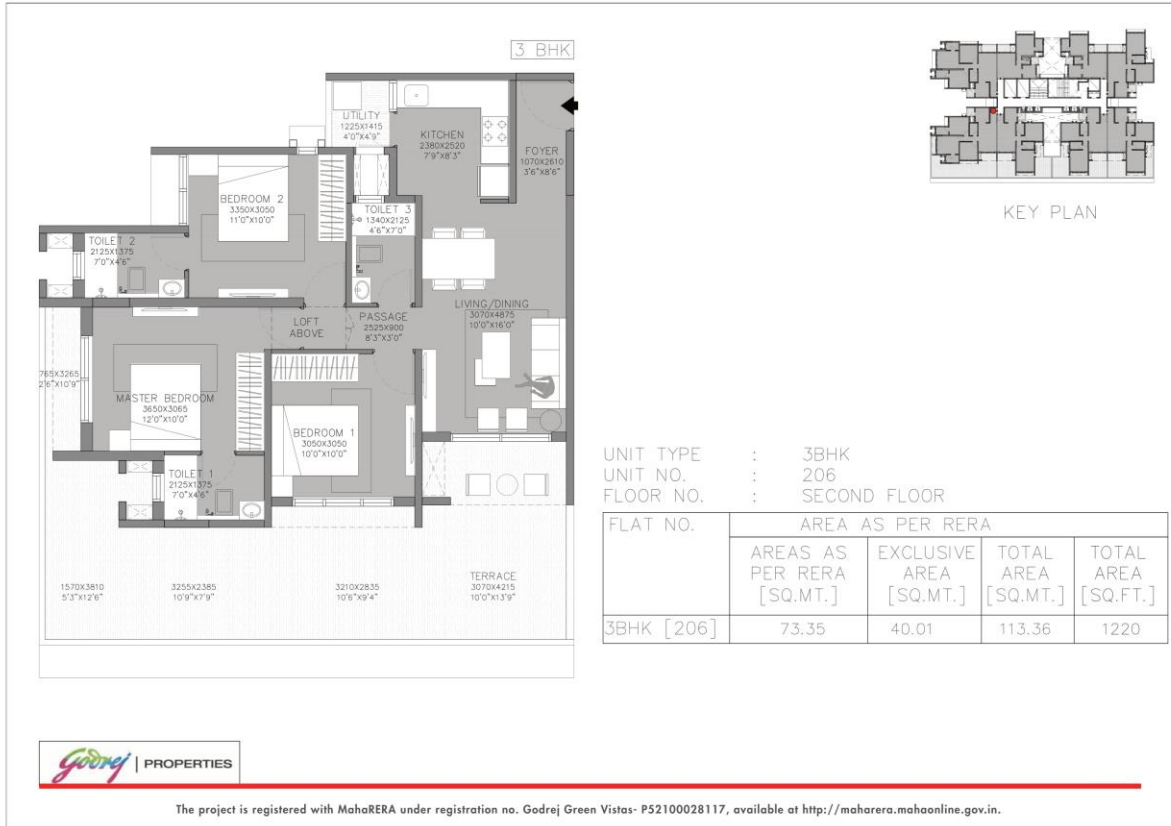 3 BHK
UTILITY
1225X1415
4'0"X4'9"
KITCHEN
2380X2520
7'9"X8'3"
FOYER
1070X2610
3'6"X8'6"
BEDROOM 2
3350X3050
11'0"X10'0"
TOILET 3
1340X2125
4'6"X7'0"
TOILET 2
2125X1375
7'0"X4'6"
LIVING/DINING
3070X4875
10'0"X16'0"
LOFT
ABOVE
PASSAGE
2525X900
8'3"X3'0"
765X3265
2'6"X10'9"
MASTER BEDROOM
3650X3065
12'0"X10'0"
BEDROOM 1
3050X3050
10'0"X10'0"
TOILET 1
2125X1375
7'0"X4'6"
1570X3810
5'3"X12'6"
3255X2385
10'9"X7'9"
3210X2835
10'6"X9'4"
TERRACE
3070X4215
10'0"X13'9"
KEY PLAN
UNIT TYPE : 3BHK
UNIT NO. : 206
FLOOR NO. : SECOND FLOOR
FLAT NO. AREA AS PER RERA
AREAS AS PER RERA [SQ.MT.] EXCLUSIVE AREA [SQ.MT.] TOTAL AREA [SQ.MT.] TOTAL AREA [SQ.FT.]
3BHK [206] 73.35 40.01 113.36 1220
Godrej | PROPERTIES
The project is registered with MahaRERA under registration no. Godrej Green Vistas- P52100028117, available at http://maharera.mahaonline.gov.in.